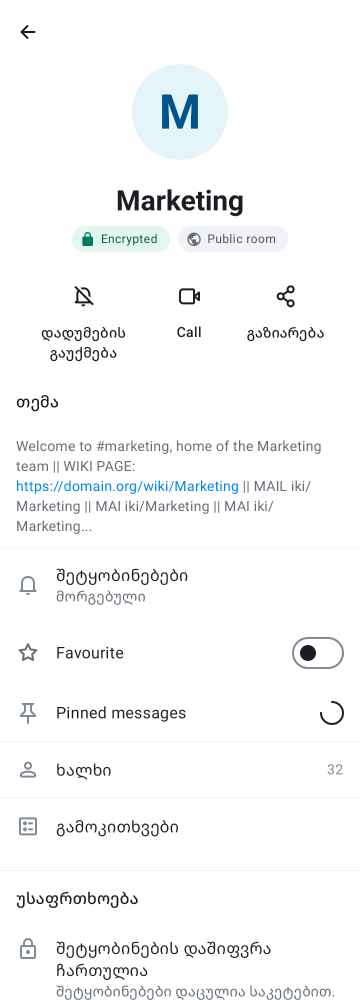 M
Marketing
Encrypted
Public room
დადუმების
გაუქმება
Call
გაზიარება
თემა
Welcome to #marketing, home of the Marketing
team || WIKI PAGE:
https://domain.org/wiki/Marketing || MAIL iki/
Marketing || MAI iki/Marketing || MAI iki/
Marketing...
შეტყობინებები
მორგებული
Favourite
Pinned messages
ხალხი
32
გამოკითხვები
უსაფრთხოება
შეტყობინების დაშიფვრა
ჩართულია
შეტყობინებები დაცულია საკეტებით.